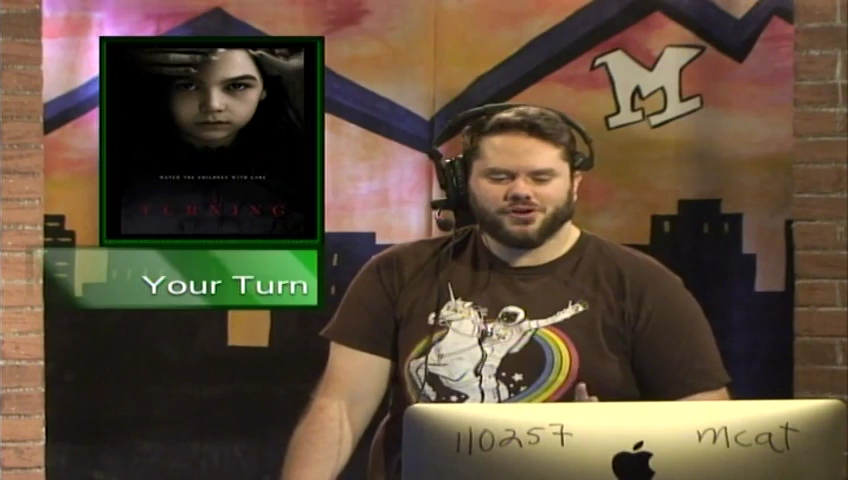 M
WATCH THE CHILDREN WITH CARE
TURNING
Your Turn
110257 mcat